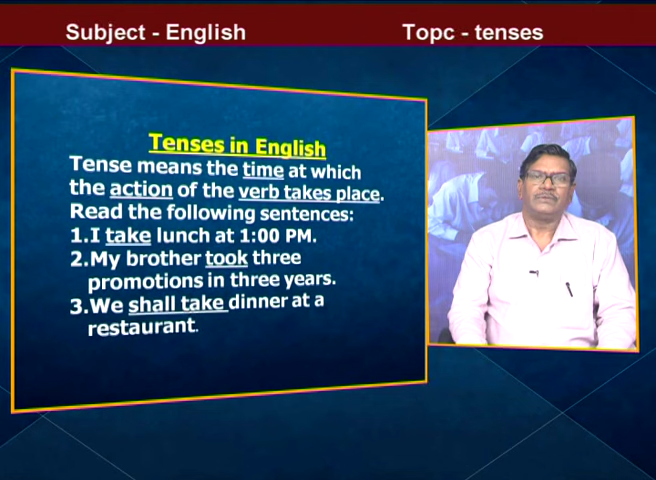 Subject - English
Topc - tenses
Tenses in English
Tense means the time at which
the action of the verb takes place.
Read the following sentences:
1.I take lunch at 1:00 PM.
2.My brother took three
promotions in three years.
3.We shall take dinner at a
restaurant.